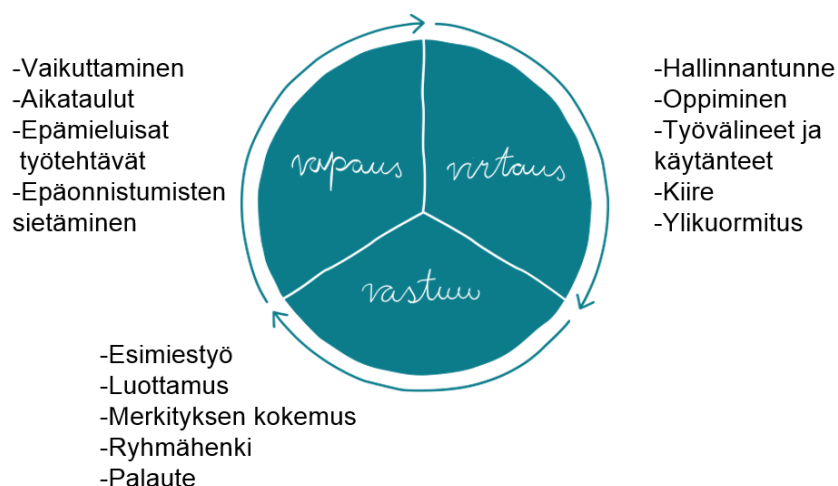 -Vaikuttaminen
-Aikataulut
-Epämieluisat
työtehtävät
-Epäonnistumisten
sietäminen
vapaus
virtaus
-Hallinnantunne
-Oppiminen
-Työvälineet ja
käytänteet
-Kiire
-Ylikuormitus
vastuu
-Esimiestyö
-Luottamus
-Merkityksen kokemus
-Ryhmähenki
-Palaute